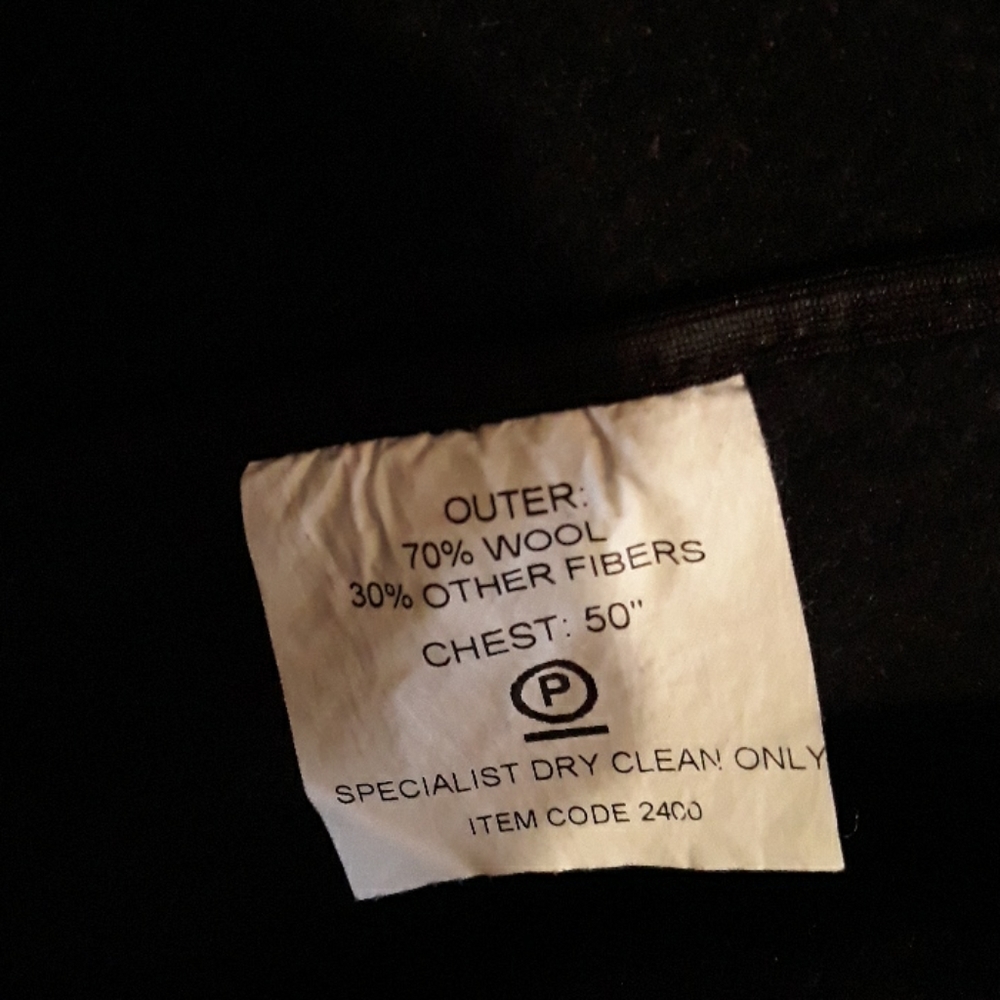 OUTER:
70% WOOL
30% OTHER FIBERS
CHEST: 50"
P
SPECIALIST DRY CLEAN ONLY
ITEM CODE 2400